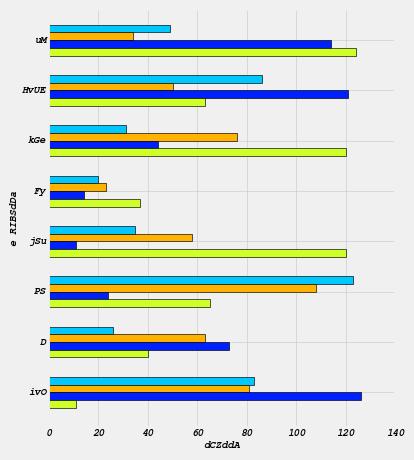 uM
HvUE
kGe
Fy
jSu
PS
D
ivO
e RIBSdDa
0 20 40 60 80 100 120 140
dCZddA